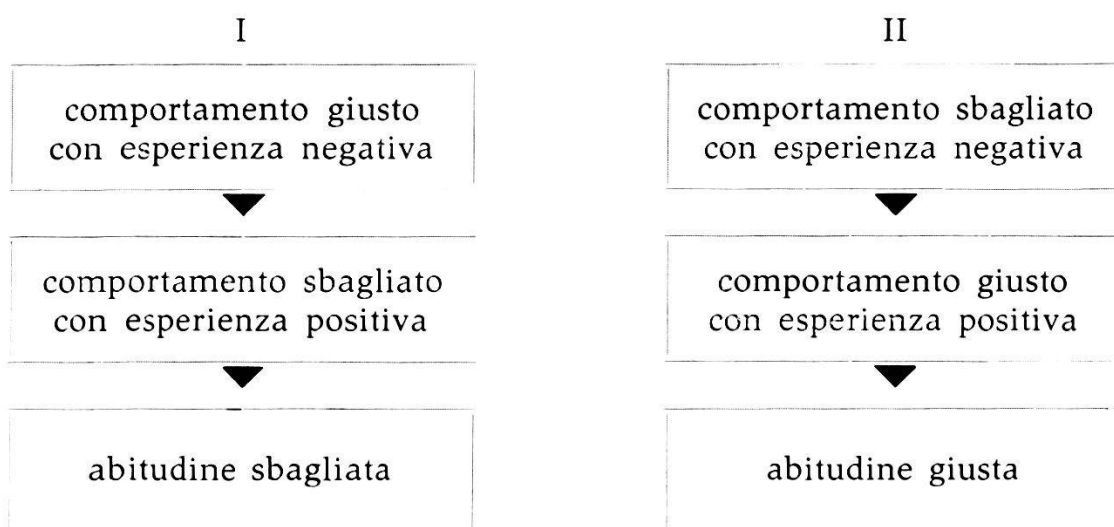 I
comportamento giusto
con esperienza negativa
comportamento sbagliato
con esperienza positiva
abitudine sbagliata
II
comportamento sbagliato
con esperienza negativa
comportamento giusto
con esperienza positiva
abitudine giusta